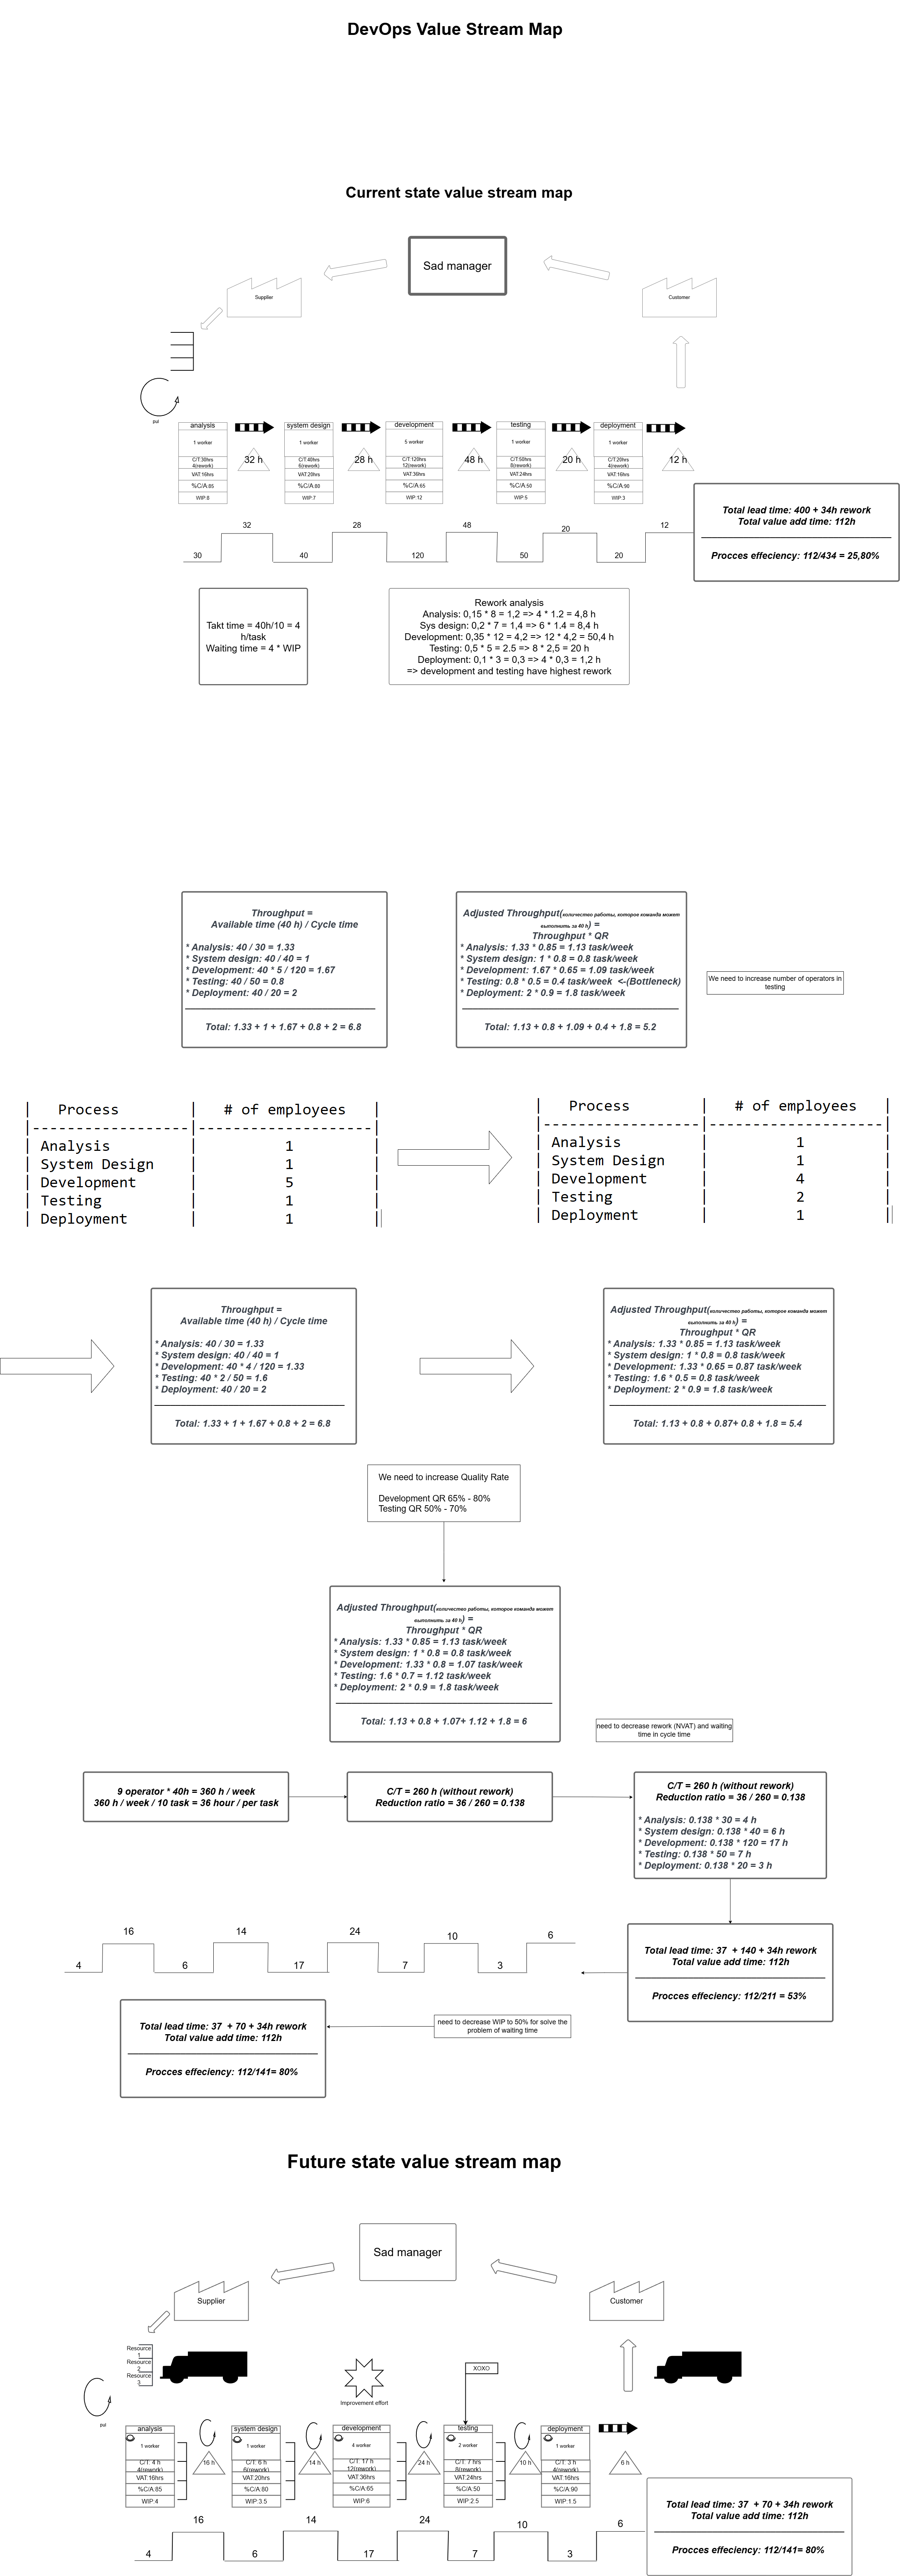 DevOps Value Stream Map
Current state value stream map
Sad manager
Supplier
Customer
pul
analysis
1 worker
C/T:30hrs
4(rework)
VAT:16hrs
%C/A:85
WIP:8
32 h
system design
1 worker
C/T:40hrs
6(rework)
VAT:20hrs
%C/A:80
WIP:7
28 h
development
5 worker
C/T:120hrs
12(rework)
VAT:36hrs
%C/A:65
WIP:12
48 h
testing
1 worker
C/T:50hrs
8(rework)
VAT:24hrs
%C/A:50
WIP:5
20 h
deployment
1 worker
C/T:20hrs
4(rework)
VAT:16hrs
%C/A:90
WIP:3
12 h
32
28
48
20
12
30
40
120
50
20
Total lead time: 400 + 34h rework
Total value add time: 112h
Procces effeciency: 112/434 = 25,80%
Takt time = 40h/10 = 4
h/task
Waiting time = 4 * WIP
Rework analysis
Analysis: 0,15 * 8 = 1,2 => 4 * 1.2 = 4,8 h
Sys design: 0,2 * 7 = 1,4 => 6 * 1.4 = 8,4 h
Development: 0,35 * 12 = 4,2 => 12 * 4,2 = 50,4 h
Testing: 0,5 * 5 = 2.5 => 8 * 2,5 = 20 h
Deployment: 0,1 * 3 = 0,3 => 4 * 0,3 = 1,2 h
=> development and testing have highest rework
Throughput =
Available time (40 h) / Cycle time
* Analysis: 40 / 30 = 1.33
* System design: 40 / 40 = 1
* Development: 40 * 5 / 120 = 1.67
* Testing: 40 / 50 = 0.8
* Deployment: 40 / 20 = 2
Total: 1.33 + 1 + 1.67 + 0.8 + 2 = 6.8
Adjusted Throughput(количество работы, которое команда может
выполнить за 40 h) =
Throughput * QR
* Analysis: 1.33 * 0.85 = 1.13 task/week
* System design: 1 * 0.8 = 0.8 task/week
* Development: 1.67 * 0.65 = 1.09 task/week
* Testing: 0.8 * 0.5 = 0.4 task/week <-(Bottleneck)
* Deployment: 2 * 0.9 = 1.8 task/week
Total: 1.13 + 0.8 + 1.09 + 0.4 + 1.8 = 5.2
We need to increase number of operators in
testing
| Process | # of employees |
|------------------|--------------------|
| Analysis | 1 |
| System Design | 1 |
| Development | 5 |
| Testing | 1 |
| Deployment | 1 |
| Process | # of employees |
|------------------|--------------------|
| Analysis | 1 |
| System Design | 1 |
| Development | 4 |
| Testing | 2 |
| Deployment | 1 |
Throughput =
Available time (40 h) / Cycle time
* Analysis: 40 / 30 = 1.33
* System design: 40 / 40 = 1
* Development: 40 * 4 / 120 = 1.33
* Testing: 40 * 2 / 50 = 1.6
* Deployment: 40 / 20 = 2
Total: 1.33 + 1 + 1.67 + 0.8 + 2 = 6.8
Adjusted Throughput(количество работы, которое команда может
выполнить за 40 h) =
Throughput * QR
* Analysis: 1.33 * 0.85 = 1.13 task/week
* System design: 1 * 0.8 = 0.8 task/week
* Development: 1.33 * 0.65 = 0.87 task/week
* Testing: 1.6 * 0.5 = 0.8 task/week
* Deployment: 2 * 0.9 = 1.8 task/week
Total: 1.13 + 0.8 + 0.87+ 0.8 + 1.8 = 5.4
We need to increase Quality Rate
Development QR 65% - 80%
Testing QR 50% - 70%
Adjusted Throughput(количество работы, которое команда может
выполнить за 40 h) =
Throughput * QR
* Analysis: 1.33 * 0.85 = 1.13 task/week
* System design: 1 * 0.8 = 0.8 task/week
* Development: 1.33 * 0.8 = 1.07 task/week
* Testing: 1.6 * 0.7 = 1.12 task/week
* Deployment: 2 * 0.9 = 1.8 task/week
Total: 1.13 + 0.8 + 1.07+ 1.12 + 1.8 = 6
need to decrease rework (NVAT) and waiting
time in cycle time
9 operator * 40h = 360 h / week
360 h / week / 10 task = 36 hour / per task
C/T = 260 h (without rework)
Reduction ratio = 36 / 260 = 0.138
C/T = 260 h (without rework)
Reduction ratio = 36 / 260 = 0.138
* Analysis: 0.138 * 30 = 4 h
* System design: 0.138 * 40 = 6 h
* Development: 0.138 * 120 = 17 h
* Testing: 0.138 * 50 = 7 h
* Deployment: 0.138 * 20 = 3 h
16
14
24
10
6
4
6
17
7
3
Total lead time: 37 + 140 + 34h rework
Total value add time: 112h
Procces effeciency: 112/211 = 53%
need to decrease WIP to 50% for solve the
problem of waiting time
Total lead time: 37 + 70 + 34h rework
Total value add time: 112h
Procces effeciency: 112/141= 80%
Future state value stream map
Sad manager
Supplier
Customer
Resource
1
Resource
2
Resource
3
pul
Improvement effort
XOXO
analysis
1 worker
C/T: 4 h
4(rework)
VAT:16hrs
%C/A:85
WIP:4
16 h
system design
1 worker
C/T: 6 h
6(rework)
VAT:20hrs
%C/A:80
WIP:3.5
14 h
development
4 worker
C/T: 17 h
12(rework)
VAT:36hrs
%C/A:65
WIP:6
24 h
testing
2 worker
C/T: 7 hrs
8(rework)
VAT:24hrs
%C/A:50
WIP:2.5
10 h
deployment
1 worker
C/T: 3 h
4(rework)
VAT:16hrs
%C/A:90
WIP:1.5
6 h
16
14
24
10
6
4
6
17
7
3
Total lead time: 37 + 70 + 34h rework
Total value add time: 112h
Procces effeciency: 112/141= 80%